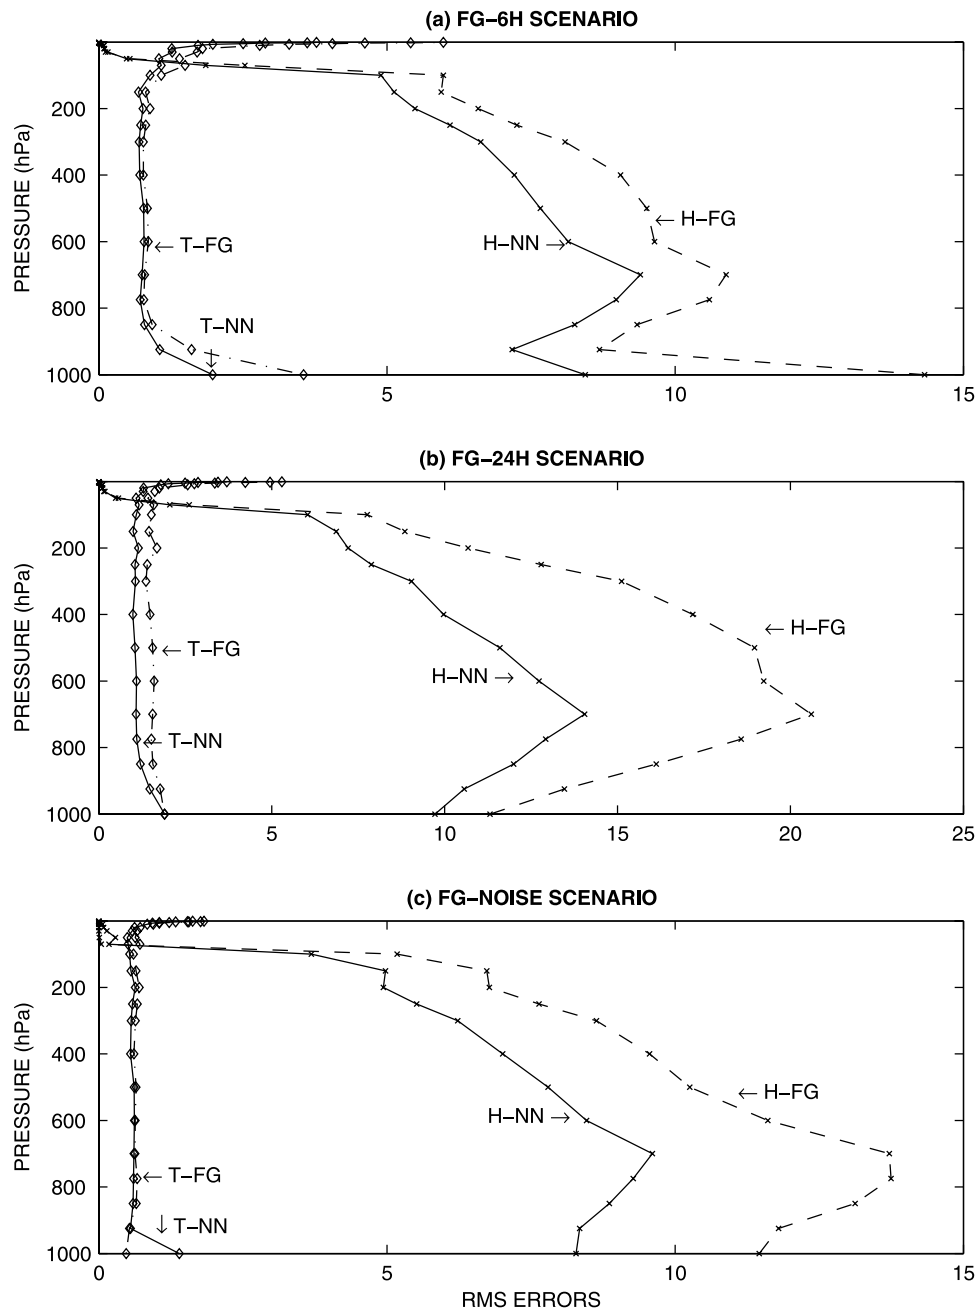 (a) FG–6H SCENARIO
PRESSURE (hPa)
200
400
600
800
1000
0
5
10
15
T–FG
T–NN
H–NN
H–FG
(b) FG–24H SCENARIO
PRESSURE (hPa)
200
400
600
800
1000
0
5
10
15
20
25
T–FG
T–NN
H–NN
H–FG
(c) FG–NOISE SCENARIO
PRESSURE (hPa)
200
400
600
800
1000
0
5
10
15
T–FG
T–NN
H–NN
H–FG
RMS ERRORS